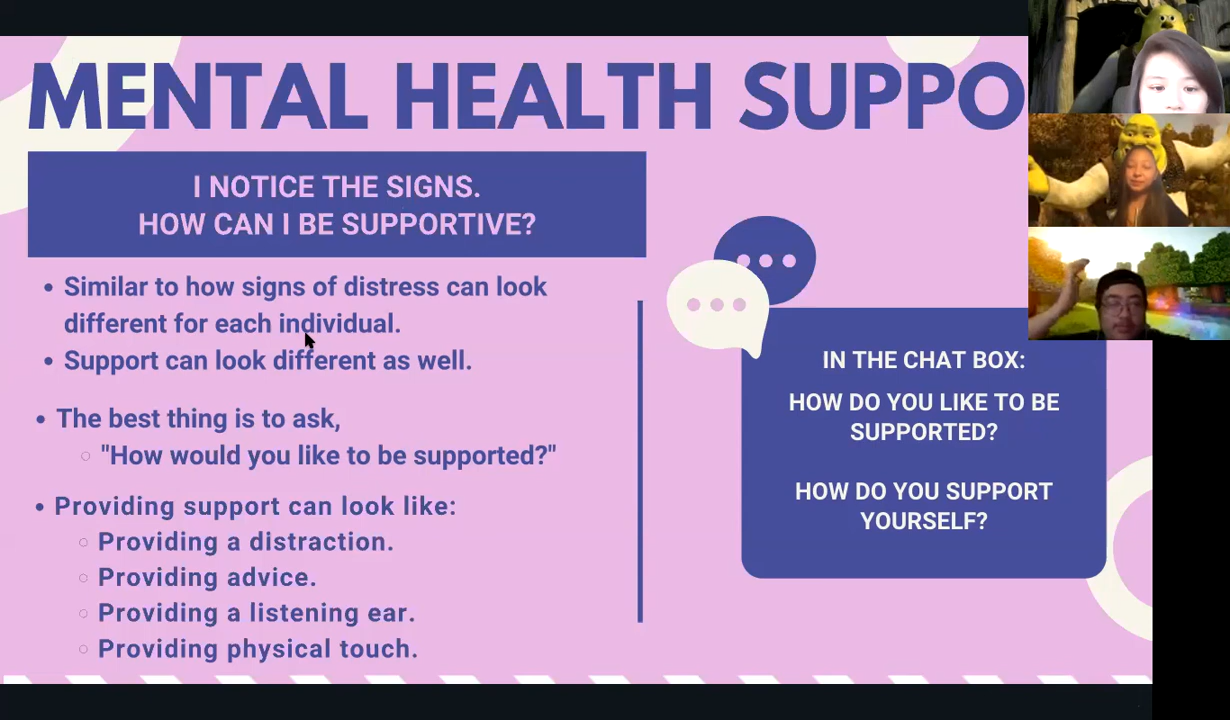 MENTAL HEALTH SUPPO
I NOTICE THE SIGNS.
HOW CAN I BE SUPPORTIVE?
• Similar to how signs of distress can look
different for each individual.
• Support can look different as well.
• The best thing is to ask,
○ "How would you like to be supported?"
• Providing support can look like:
○ Providing a distraction.
○ Providing advice.
○ Providing a listening ear.
○ Providing physical touch.
IN THE CHAT BOX:
HOW DO YOU LIKE TO BE
SUPPORTED?
HOW DO YOU SUPPORT
YOURSELF?